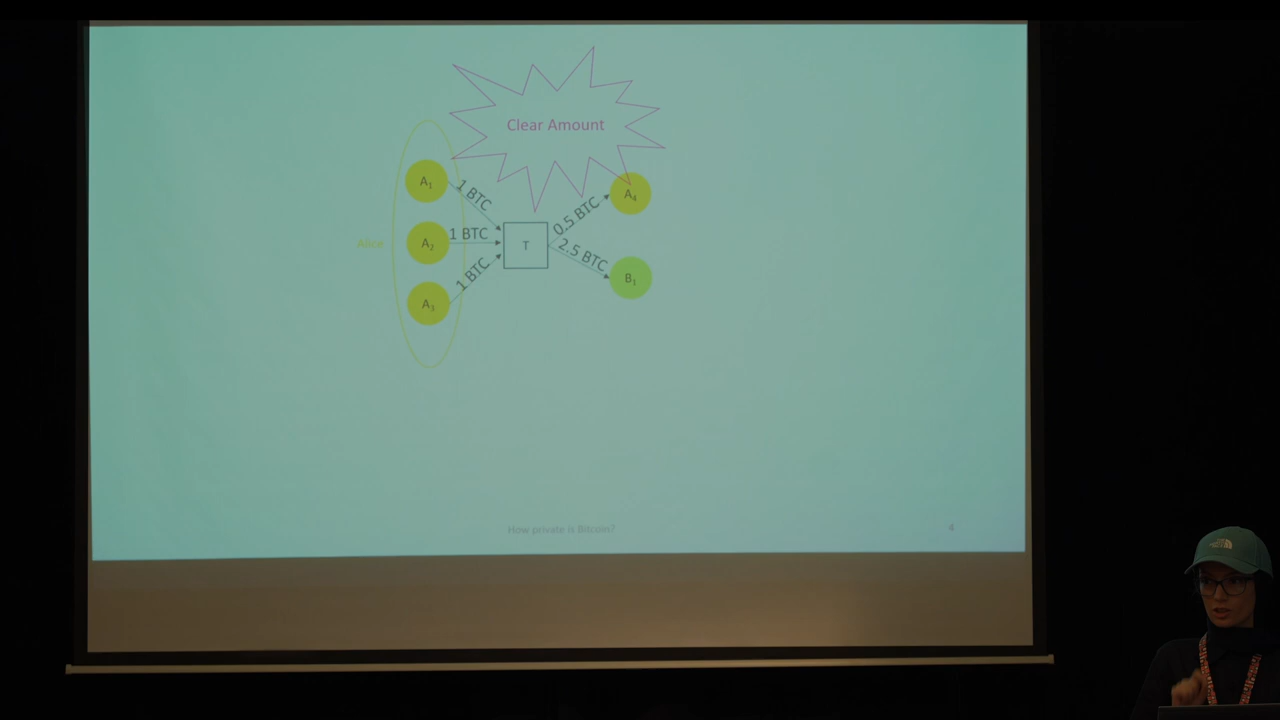 Clear Amount
A1
1 BTC
A4
0.5 BTC
Alice
A2
1 BTC
T
2.5 BTC
B1
1 BTC
A3
How private is Bitcoin?